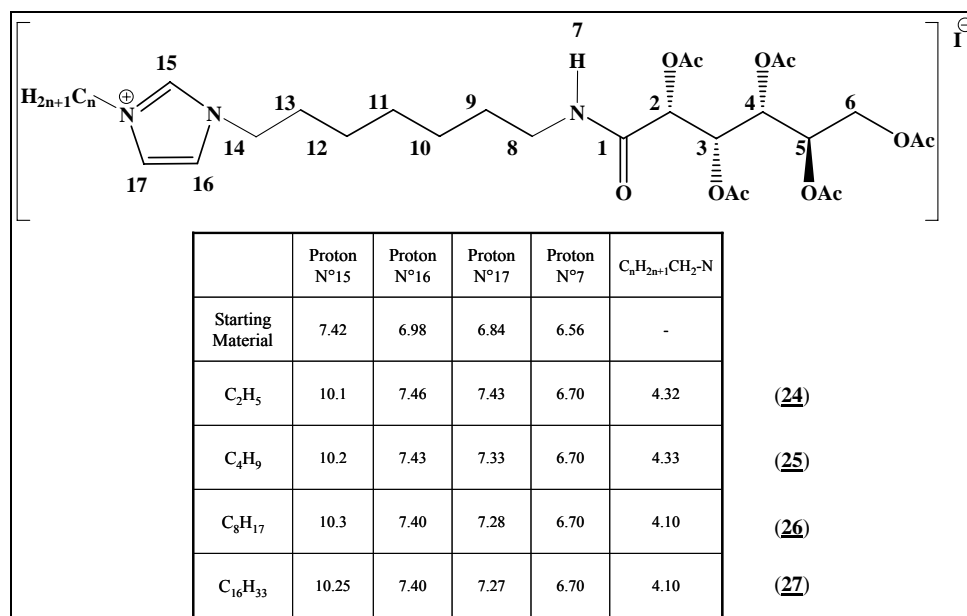 I⊖
7
15
H
OAc
OAc
H₂ₙ₊₁Cₙ
N⊕
N
13
11
9
N
2
4
6
14
12
10
8
1
3
5
OAc
17
16
O
OAc
OAc
Proton N°15 Proton N°16 Proton N°17 Proton N°7 CₙH₂ₙ₊₁CH₂-N
Starting Material 7.42 6.98 6.84 6.56 -
C₂H₅ 10.1 7.46 7.43 6.70 4.32 (24)
C₄H₉ 10.2 7.43 7.33 6.70 4.33 (25)
C₈H₁₇ 10.3 7.40 7.28 6.70 4.10 (26)
C₁₆H₃₃ 10.25 7.40 7.27 6.70 4.10 (27)